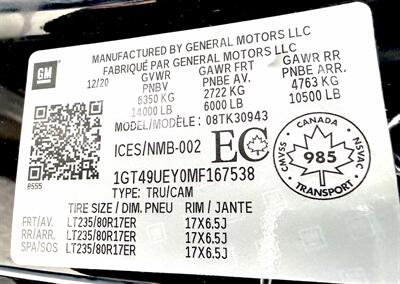 MANUFACTURED BY GENERAL MOTORS LLC
FABRIQUÉ PAR GENERAL MOTORS LLC
GM
12/20 GVWR GAWR FRT GAWR RR
PNBV PNBE AV. PNBE ARR.
6350 KG 2722 KG 4763 KG
14000 LB 6000 LB 10500 LB
MODEL/MODÈLE: 08TK30943
ICES/NMB-002 EC
CANADA
CMVSS 985 NSVAC
TRANSPORT
8555
1GT49UEY0MF167538
TYPE: TRU/CAM
TIRE SIZE / DIM. PNEU RIM / JANTE
FRT/AV. LT235/80R17ER 17X6.5J
RR/ARR. LT235/80R17ER 17X6.5J
SPA/SOS LT235/80R17ER 17X6.5J